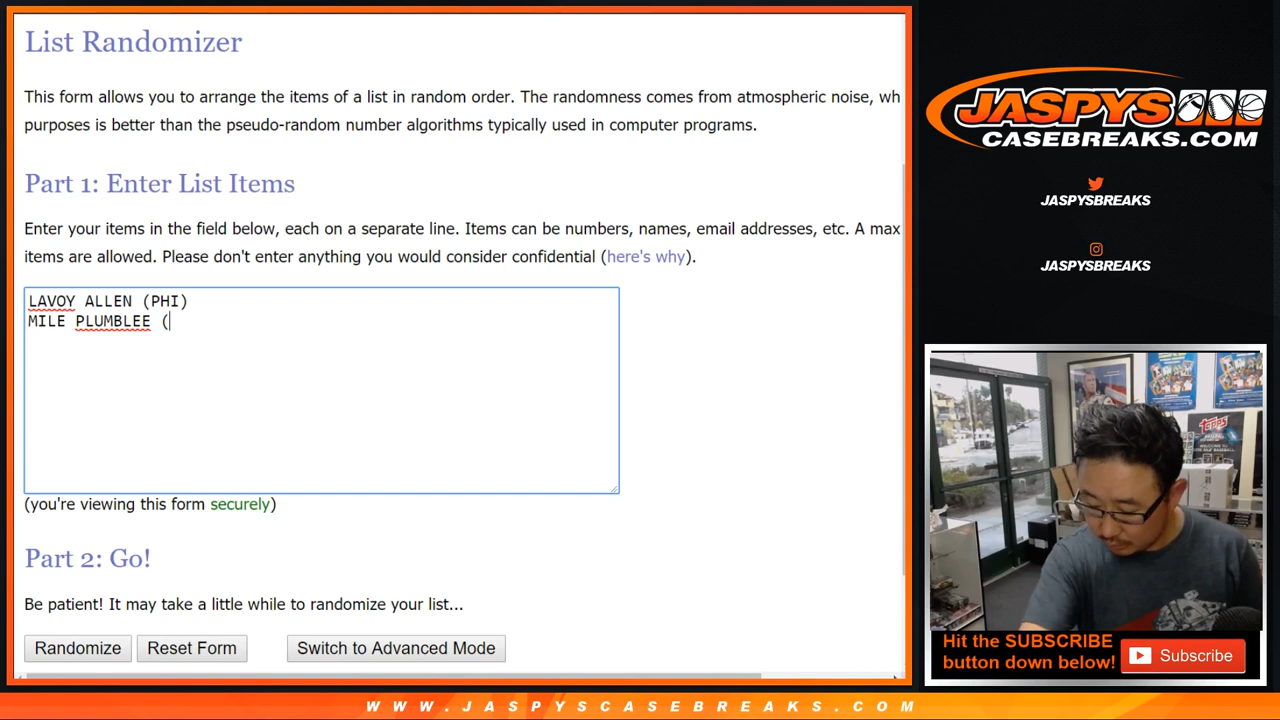 List Randomizer
This form allows you to arrange the items of a list in random order. The randomness comes from atmospheric noise, wh
purposes is better than the pseudo-random number algorithms typically used in computer programs.
Part 1: Enter List Items
Enter your items in the field below, each on a separate line. Items can be numbers, names, email addresses, etc. A max
items are allowed. Please don't enter anything you would consider confidential (here's why).
LAVOY ALLEN (PHI)
MILE PLUMBLEE (
(you're viewing this form securely)
Part 2: Go!
Be patient! It may take a little while to randomize your list...
Randomize
Reset Form
Switch to Advanced Mode
JASPYS
CASEBREAKS.COM
JASPYSBREAKS
JASPYSBREAKS
topps
Hit the SUBSCRIBE
button down below!
Subscribe
WWW.JASPYSCASEBREAKS.COM